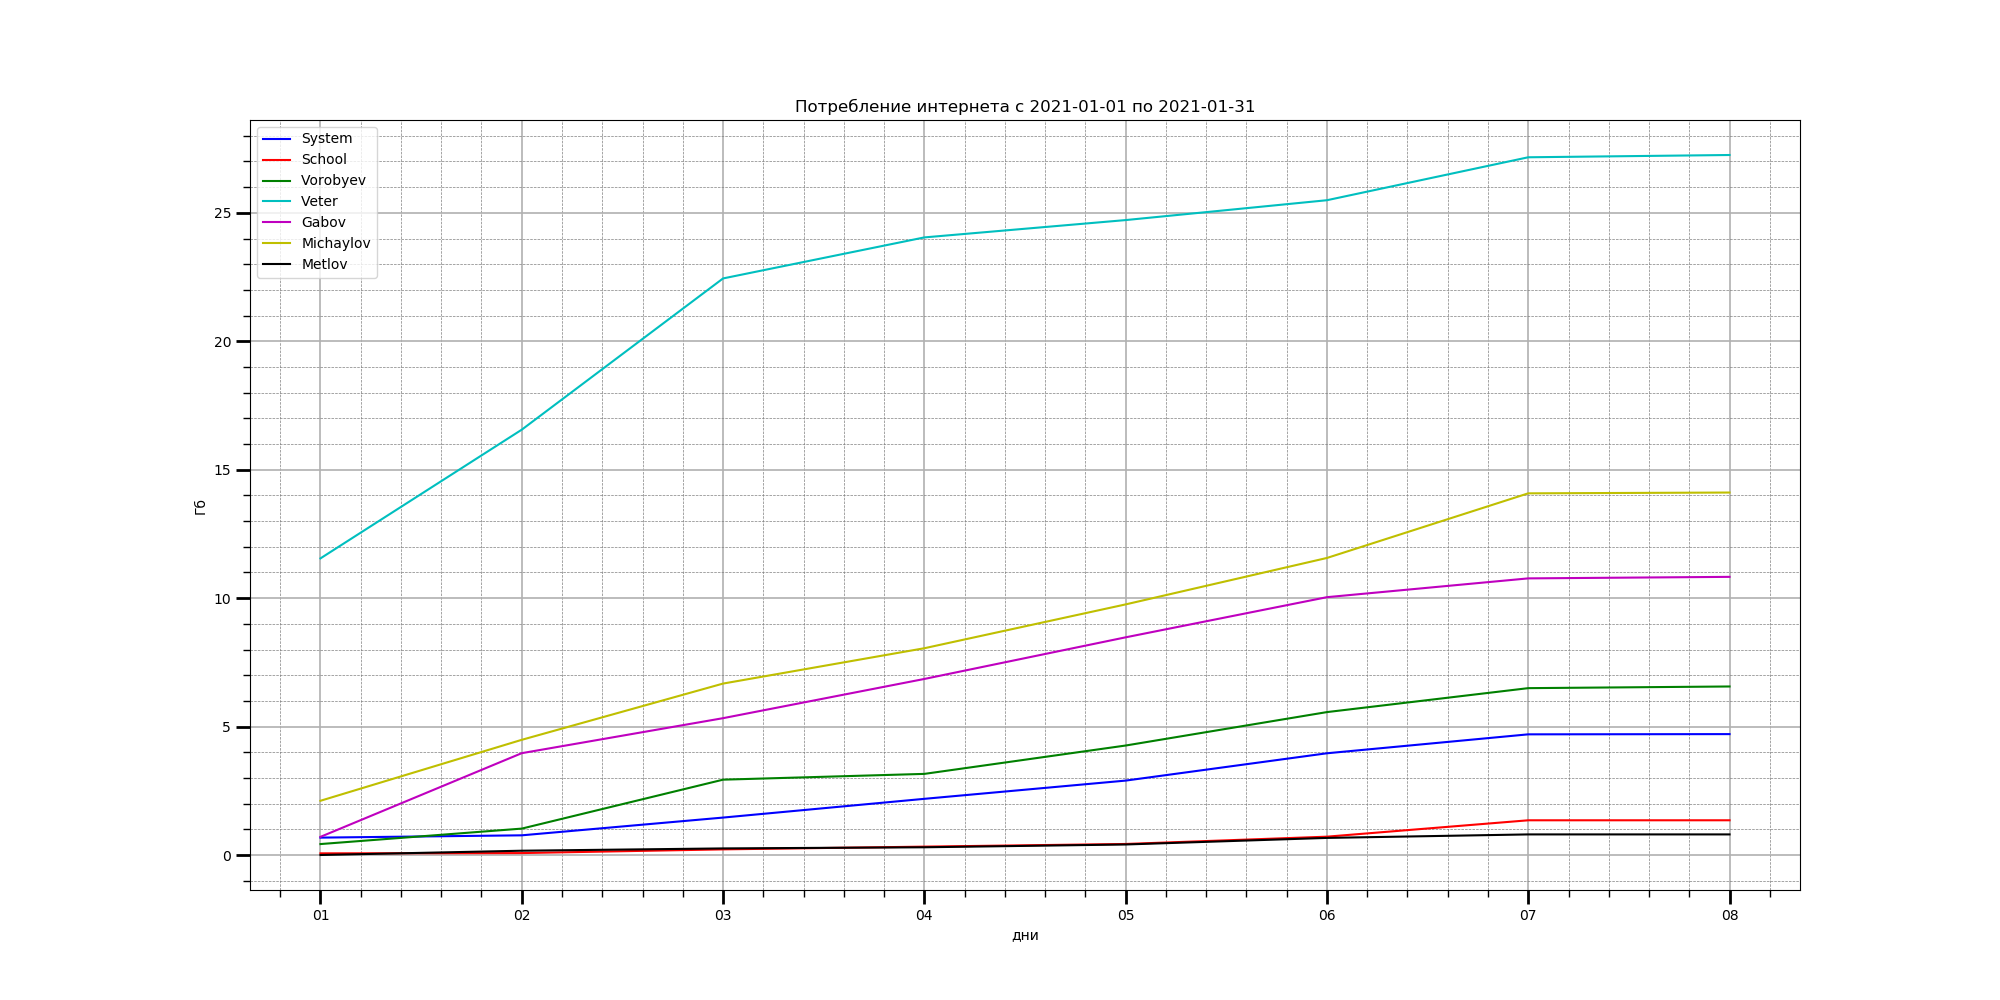 Потребление интернета с 2021-01-01 по 2021-01-31
System
School
Vorobyev
Veter
Gabov
Michaylov
Metlov
25
20
15
10
5
0
Гб
01 02 03 04 05 06 07 08
дни